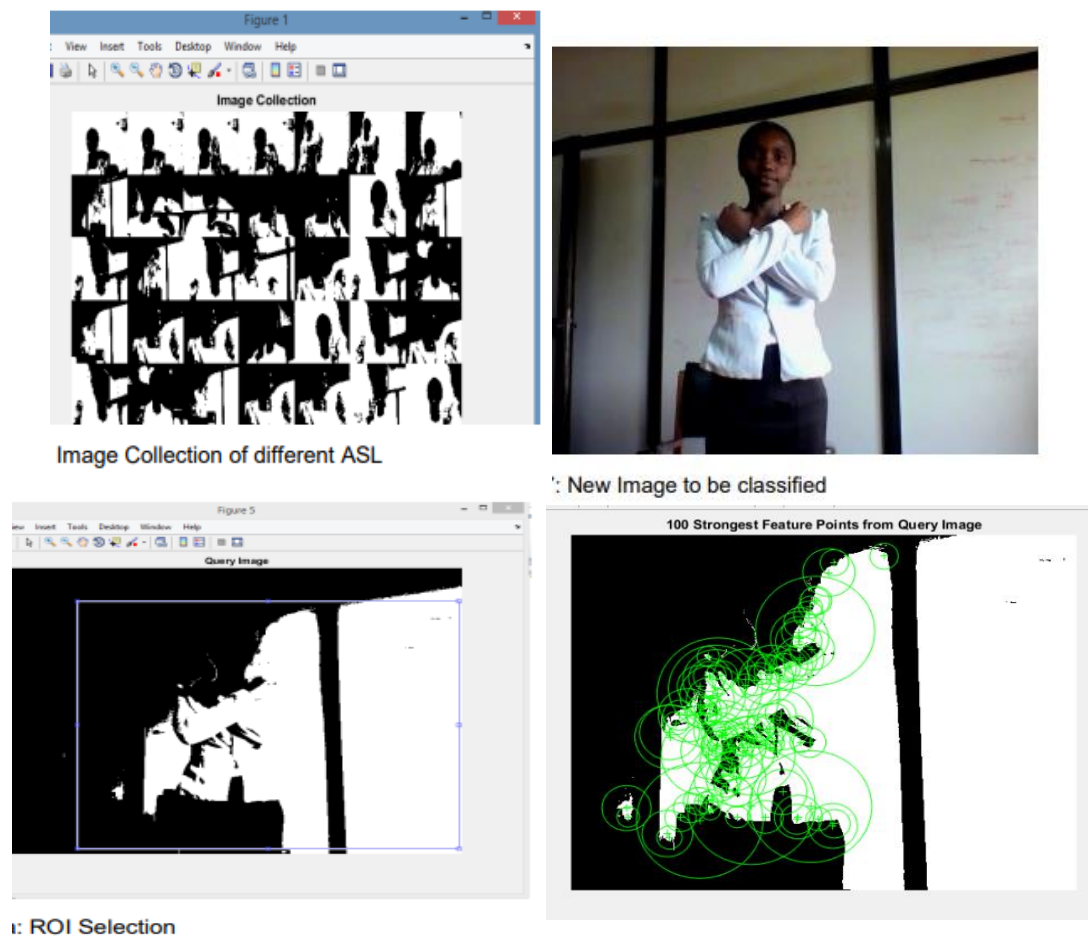 Figure 1
View Insert Tools Desktop Window Help
Image Collection
Image Collection of different ASL
': New Image to be classified
Figure 5
Insert Tools Desktop Window Help
Query Image
100 Strongest Feature Points from Query Image
: ROI Selection